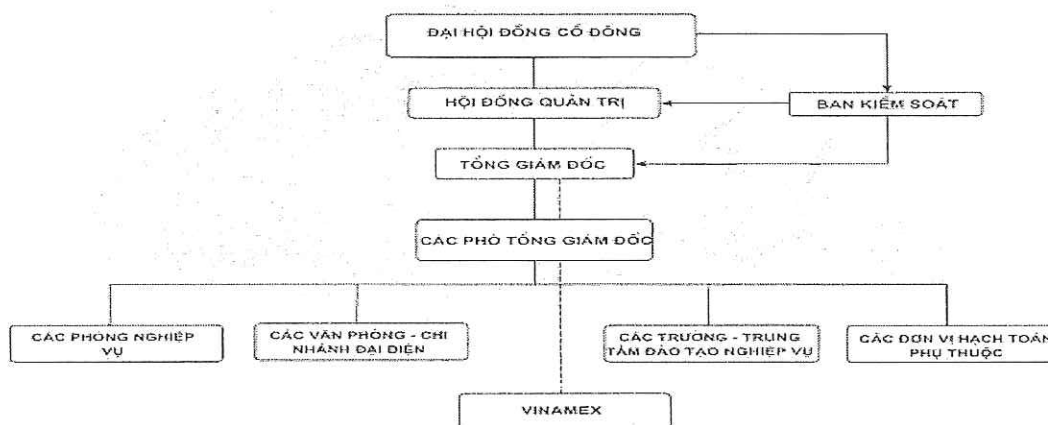 ĐẠI HỘI ĐỒNG CỔ ĐÔNG
HỘI ĐỒNG QUẢN TRỊ
BAN KIỂM SOÁT
TỔNG GIÁM ĐỐC
CÁC PHÓ TỔNG GIÁM ĐỐC
CÁC PHÒNG NGHIỆP
VỤ
CÁC VĂN PHÒNG - CHI
NHÁNH ĐẠI DIỆN
CÁC TRƯỜNG - TRUNG
TÂM ĐÀO TẠO NGHIỆP VỤ
CÁC ĐƠN VỊ HẠCH TOÁN
PHỤ THUỘC
VINAMEX